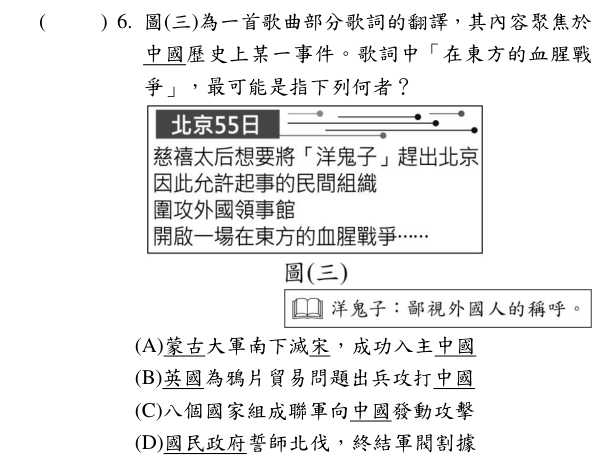 (　　) 6. 圖(三)為一首歌曲部分歌詞的翻譯，其內容聚焦於
中國歷史上某一事件。歌詞中「在東方的血腥戰
爭」，最可能是指下列何者？
北京55日
慈禧太后想要將「洋鬼子」趕出北京
因此允許起事的民間組織
圍攻外國領事館
開啟一場在東方的血腥戰爭……
圖(三)
洋鬼子：鄙視外國人的稱呼。
(A)蒙古大軍南下滅宋，成功入主中國
(B)英國為鴉片貿易問題出兵攻打中國
(C)八個國家組成聯軍向中國發動攻擊
(D)國民政府誓師北伐，終結軍閥割據